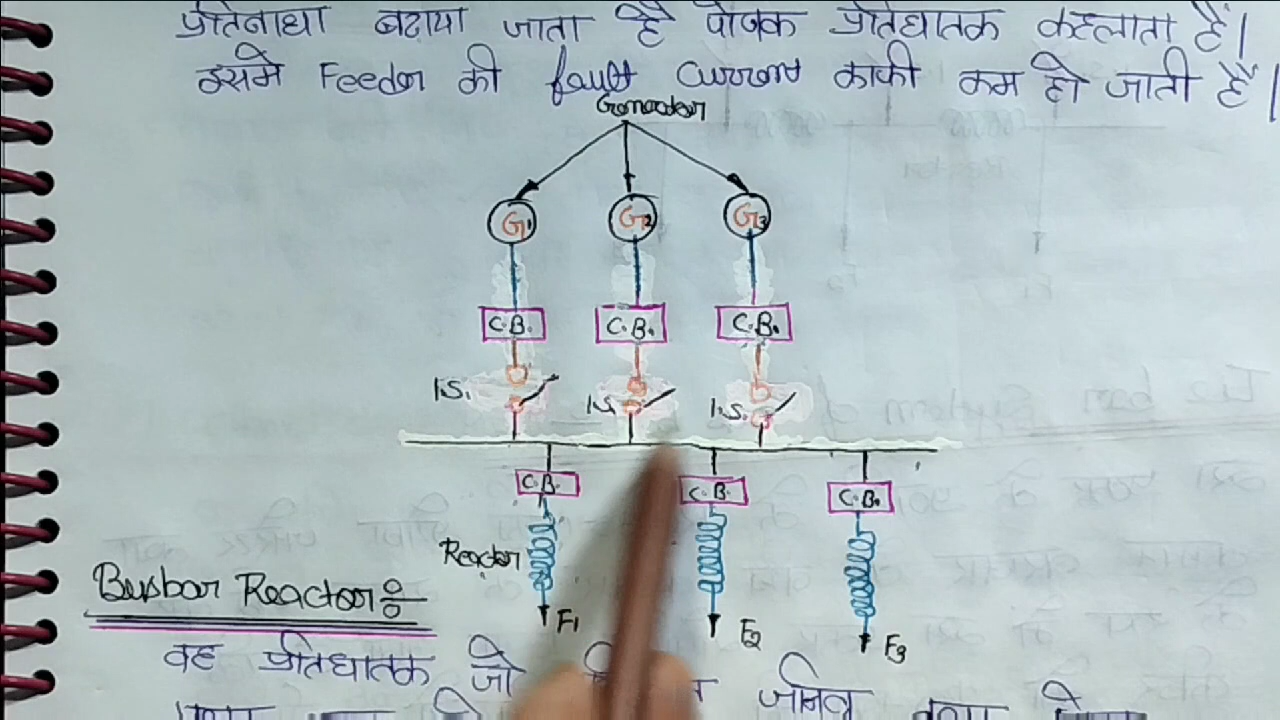 प्रतिबाधा बढाया जाता है पोषक प्रतिघातक कहलाता है।
इसमे Feeder की fault current काफी कम हो जाती है।
Generator
G1 G2 G3
C.B. C.B. C.B.
I.S. I.S. I.S.
C.B. C.B. C.B.
Reactor
F1 F2 F3
Busbar Reactor÷
वह प्रतिघातक जो